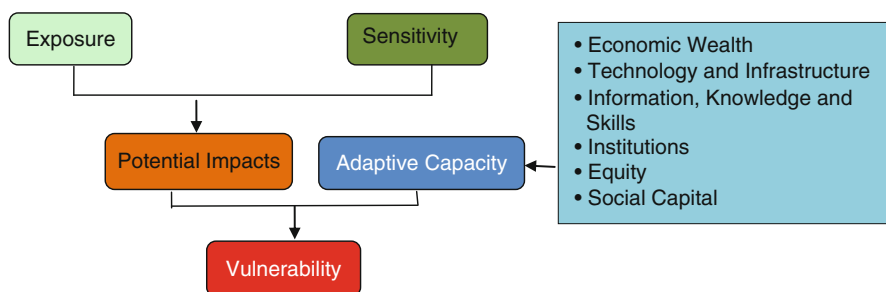 Exposure
Sensitivity
• Economic Wealth
• Technology and Infrastructure
• Information, Knowledge and
Skills
• Institutions
• Equity
• Social Capital
Potential Impacts
Adaptive Capacity
Vulnerability